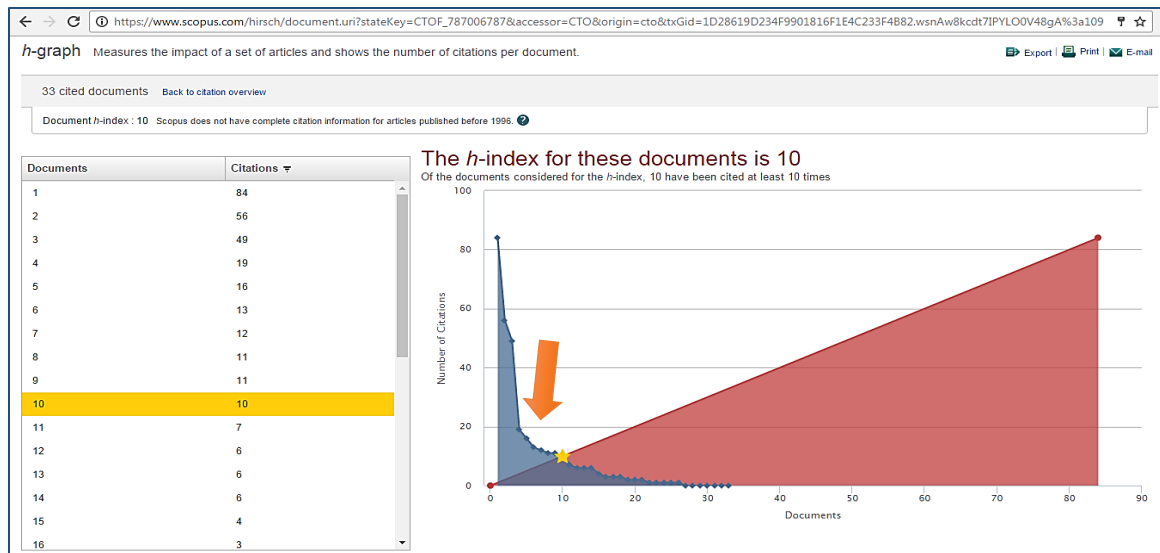 https://www.scopus.com/hirsch/document.uri?stateKey=CTOF_787006787&accessor=CTO&origin=cto&txGid=1D28619D234F9901816F1E4C233F4B82.wsnAw8kcdt7IPYLO0V48gA%3a109
h-graph Measures the impact of a set of articles and shows the number of citations per document.
Export | Print | E-mail
33 cited documents Back to citation overview
Document h-index : 10 Scopus does not have complete citation information for articles published before 1996. ?
Documents Citations
1 84
2 56
3 49
4 19
5 16
6 13
7 12
8 11
9 11
10 10
11 7
12 6
13 6
14 6
15 4
16 3
The h-index for these documents is 10
Of the documents considered for the h-index, 10 have been cited at least 10 times
100
80
60
40
20
0
Number of Citations
0 10 20 30 40 50 60 70 80 90
Documents